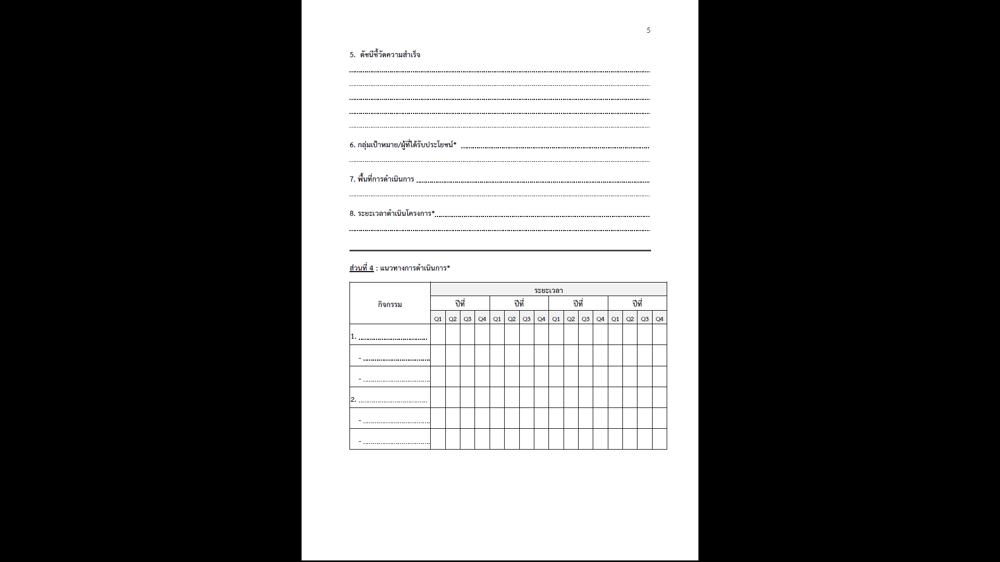 5
5. ดัชนีชี้วัดความสำเร็จ
6. กลุ่มเป้าหมาย/ผู้ที่ได้รับประโยชน์*
7. พื้นที่การดำเนินการ
8. ระยะเวลาดำเนินโครงการ*
ส่วนที่ 4 : แนวทางการดำเนินการ*
กิจกรรม ระยะเวลา
ปีที่ ปีที่ ปีที่ ปีที่
Q1 Q2 Q3 Q4 Q1 Q2 Q3 Q4 Q1 Q2 Q3 Q4 Q1 Q2 Q3 Q4
1.
-
-
2.
-
-